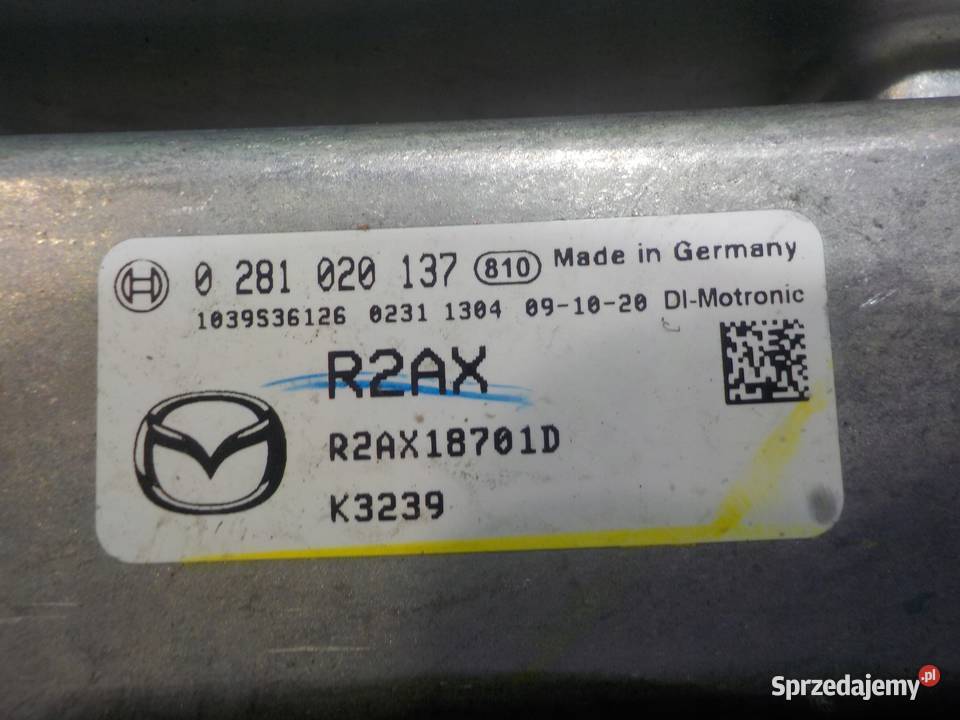 0 281 020 137 810 Made in Germany
1039S36126 0231 1304 09-10-20 DI-Motronic
R2AX
R2AX18701D
K3239
Sprzedajemy.pl